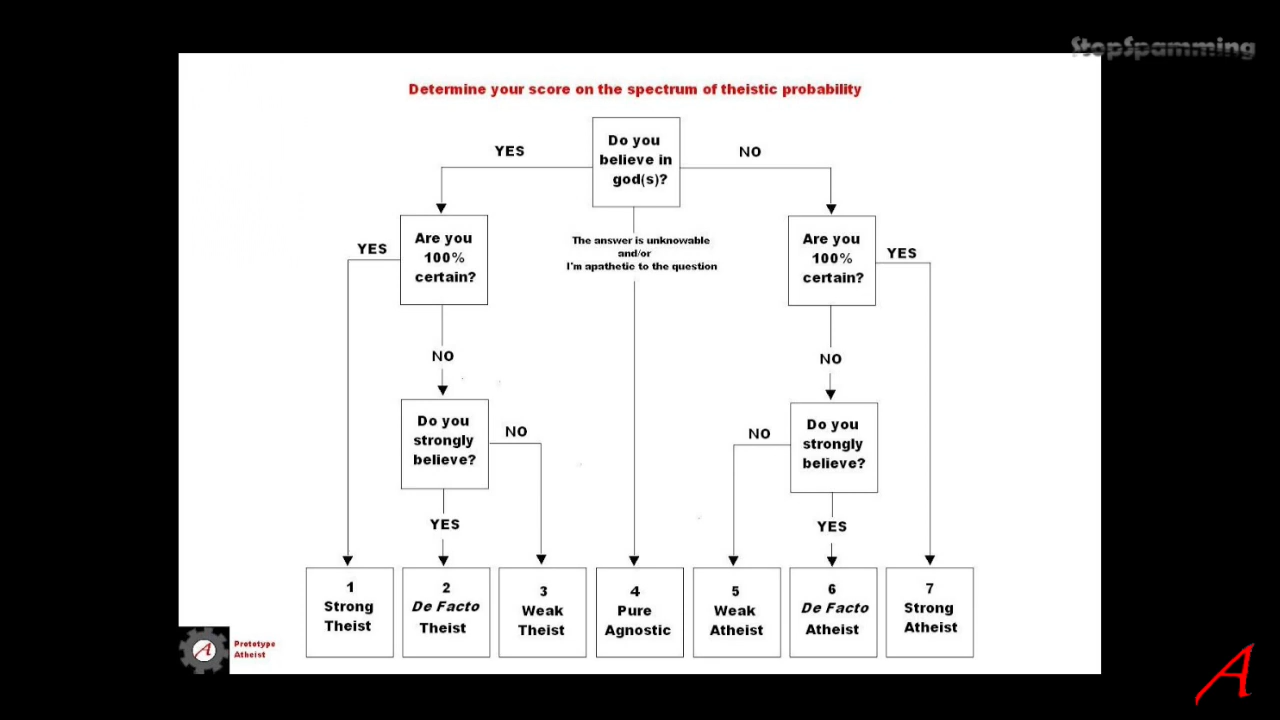 StopSpamming
Determine your score on the spectrum of theistic probability
Do you
believe in
god(s)?
YES
NO
Are you
100%
certain?
YES
The answer is unknowable
and/or
I'm apathetic to the question
Are you
100%
certain?
YES
NO
NO
Do you
strongly
believe?
NO
Do you
strongly
believe?
NO
YES
YES
1
Strong
Theist
2
De Facto
Theist
3
Weak
Theist
4
Pure
Agnostic
5
Weak
Atheist
6
De Facto
Atheist
7
Strong
Atheist
A
Prototype
Atheist
A